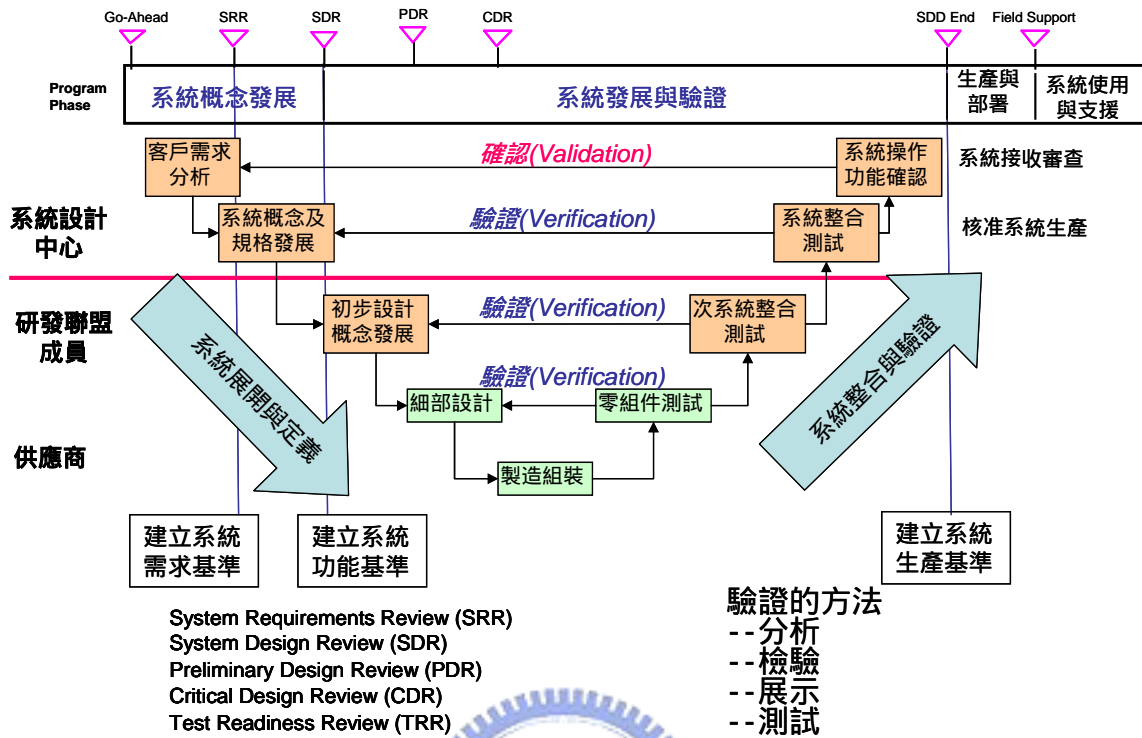 Go-Ahead
SRR
SDR
PDR
CDR
SDD End
Field Support
Program
Phase
系統概念發展
系統發展與驗證
生產與
部署
系統使用
與支援
客戶需求
分析
確認(Validation)
系統操作
功能確認
系統接收審查
系統設計
中心
系統概念及
規格發展
驗證(Verification)
系統整合
測試
核准系統生產
研發聯盟
成員
初步設計
概念發展
驗證(Verification)
次系統整合
測試
系統展開與定義
驗證(Verification)
細部設計
零組件測試
系統整合與驗證
供應商
製造組裝
建立系統
需求基準
建立系統
功能基準
建立系統
生產基準
System Requirements Review (SRR)
System Design Review (SDR)
Preliminary Design Review (PDR)
Critical Design Review (CDR)
Test Readiness Review (TRR)
驗證的方法
--分析
--檢驗
--展示
--測試